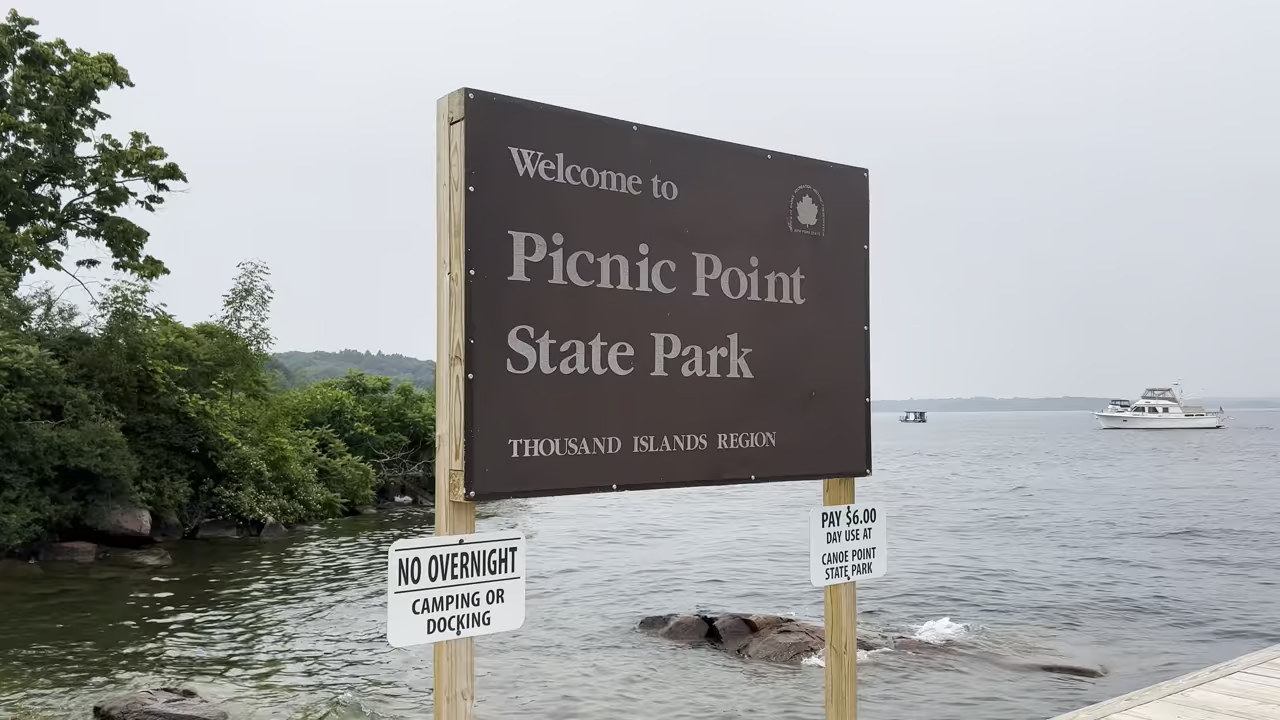 Welcome to
Picnic Point
State Park
THOUSAND ISLANDS REGION
NO OVERNIGHT
CAMPING OR
DOCKING
PAY $6.00
DAY USE AT
CANOE POINT
STATE PARK